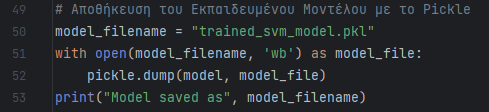 49 # Αποθήκευση του Εκπαιδευμένου Μοντέλου με το Pickle
50 model_filename = "trained_svm_model.pkl"
51 with open(model_filename, 'wb') as model_file:
52 pickle.dump(model, model_file)
53 print("Model saved as", model_filename)